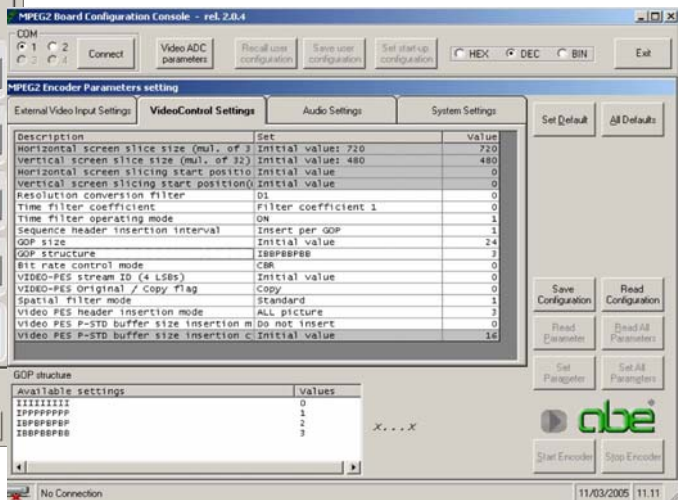 MPEG2 Board Configuration Console - rel. 2.0.4
COM
1 2
3 4
Connect
Video ADC parameters
Recall user configuration
Save user configuration
Set start-up configuration
HEX DEC BIN
Exit
MPEG2 Encoder Parameters setting
External Video Input Settings VideoControl Settings Audio Settings System Settings
Set Default All Defaults
Description Set Value
Horizontal screen slice size (mul. of 3 Initial value: 720 720
Vertical screen slice size (mul. of 32) Initial value: 480 480
Horizontal screen slicing start positio Initial value 0
Vertical screen slicing start position( Initial value 0
Resolution conversion filter D1 0
Time filter coefficient Filter coefficient 1 0
Time filter operating mode ON 1
Sequence header insertion interval Insert per GOP 1
GOP size Initial value 24
GOP structure IBBPBBPBB 3
Bit rate control mode CBR 0
VIDEO-PES stream ID (4 LSBs) Initial value 0
VIDEO-PES Original / Copy flag Copy 0
Spatial filter mode Standard 1
Video PES header insertion mode ALL picture 3
Video PES P-STD buffer size insertion m Do not insert 0
Video PES P-STD buffer size insertion c Initial value 16
Save Configuration Read Configuration
Read Parameter Read All Parameters
Set Parameter Set All Parameters
GOP structure
Available settings Values
IIIIIIIII 0
IPPPPPPPP 1
IBPBPBPBP 2
IBBPBBPBB 3
x...x
abe
Start Encoder Stop Encoder
No Connection
11/03/2005 11.11